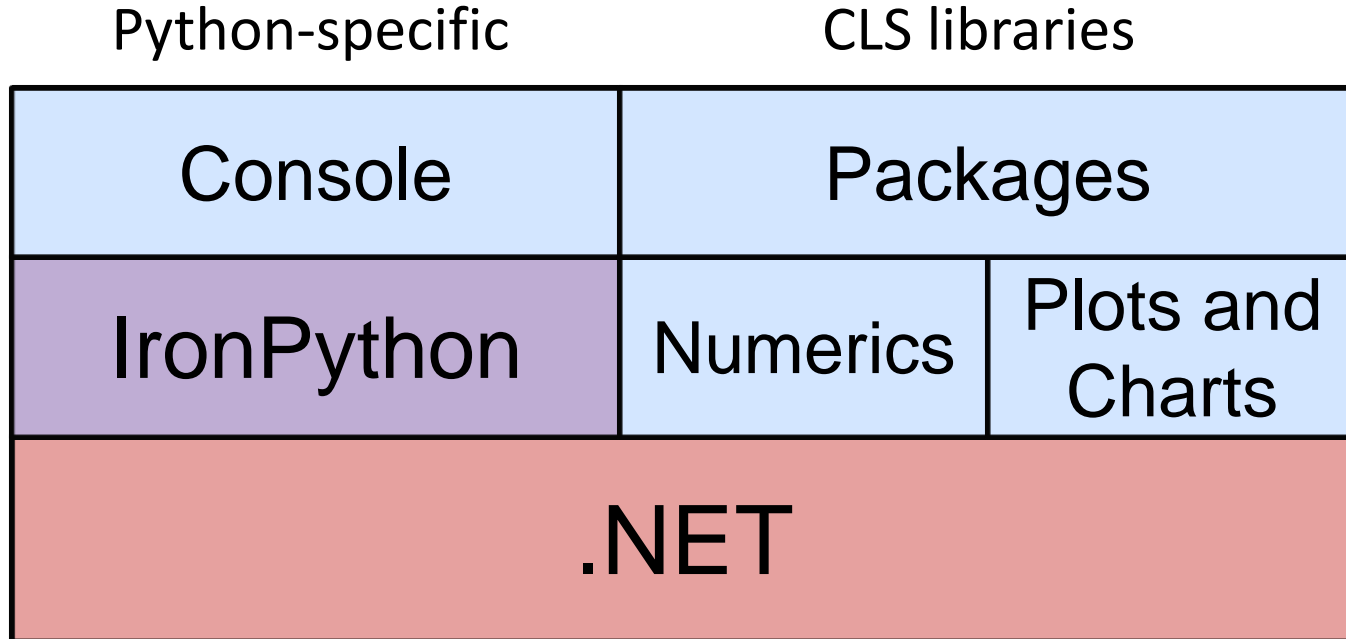 Python-specific
CLS libraries
Console
Packages
IronPython
Numerics
Plots and
Charts
.NET